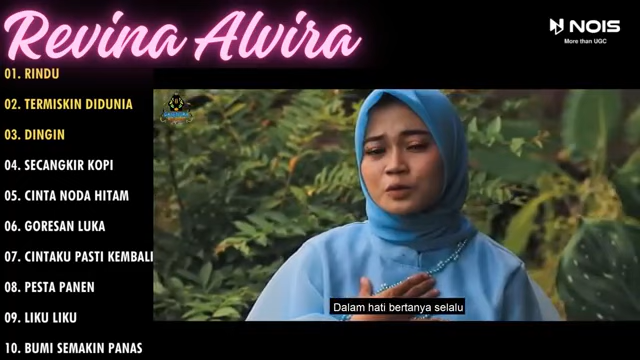 Revina Alvira
NOIS
More than UGC
01. RINDU
02. TERMISKIN DIDUNIA
03. DINGIN
04. SECANGKIR KOPI
05. CINTA NODA HITAM
06. GORESAN LUKA
07. CINTAKU PASTI KEMBALI
08. PESTA PANEN
09. LIKU LIKU
10. BUMI SEMAKIN PANAS
Dalam hati bertanya selalu